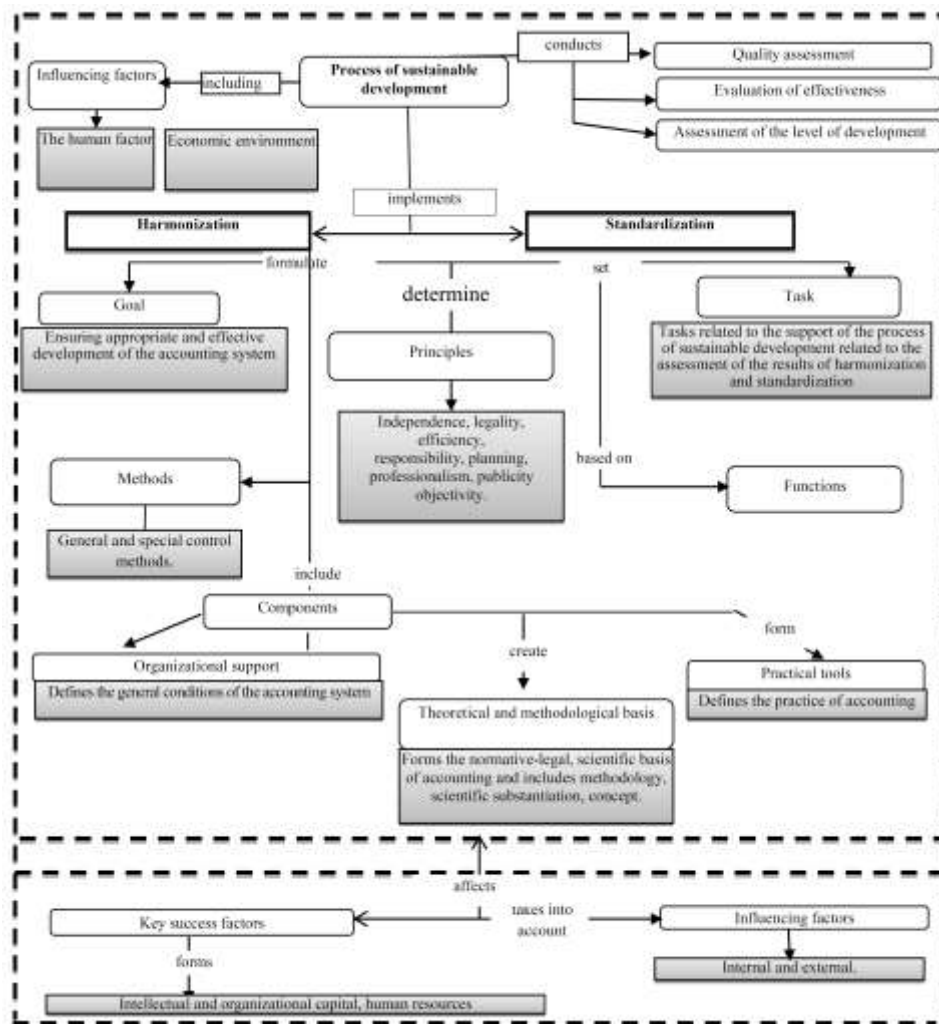 conducts
Quality assessment
Influencing factors
including
Process of sustainable
development
Evaluation of effectiveness
Assessment of the level of development
The human factor
Economic environment
implements
Harmonization
Standardization
formulate
set
Goal
determine
Task
Ensuring appropriate and effective
development of the accounting system
Principles
Tasks related to the support of the process
of sustainable development related to the
assessment of the results of harmonization
and standardization
Independence, legality,
efficiency,
responsibility, planning,
professionalism, publicity
objectivity.
based on
Methods
Functions
General and special control
methods.
include
Components
form
create
Organizational support
Defines the general conditions of the accounting system
Practical tools
Defines the practice of accounting
Theoretical and methodological basis
Forms the normative-legal, scientific basis
of accounting and includes methodology,
scientific substantiation, concept.
affects
Key success factors
takes into
account
Influencing factors
forms
Internal and external.
Intellectual and organizational capital, human resources